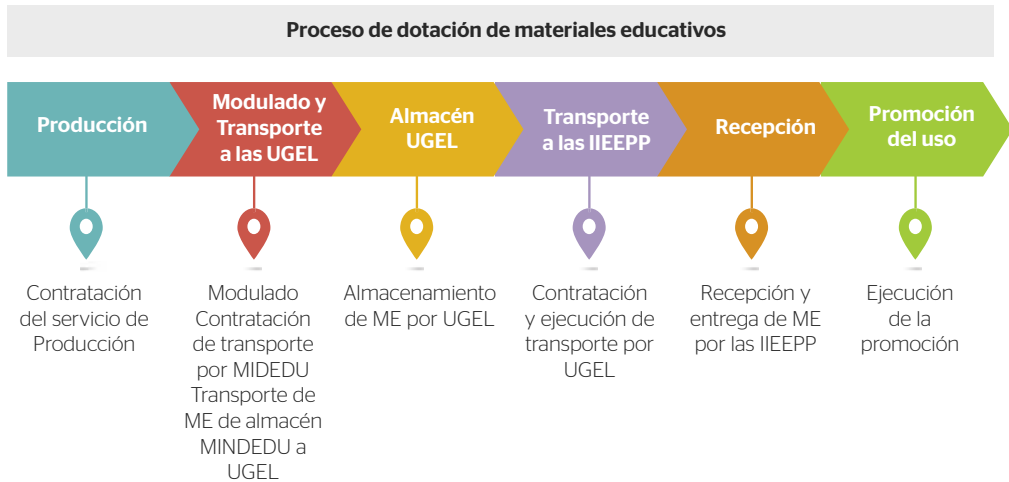 Proceso de dotación de materiales educativos
Producción
Modulado y
Transporte
a las UGEL
Almacén
UGEL
Transporte
a las IIEEPP
Recepción
Promoción
del uso
Contratación
del servicio de
Producción
Modulado
Contratación
de transporte
por MIDEDU
Transporte de
ME de almacén
MINDEDU a
UGEL
Almacenamiento
de ME por UGEL
Contratación
y ejecución de
transporte por
UGEL
Recepción y
entrega de ME
por las IIEEPP
Ejecución
de la
promoción